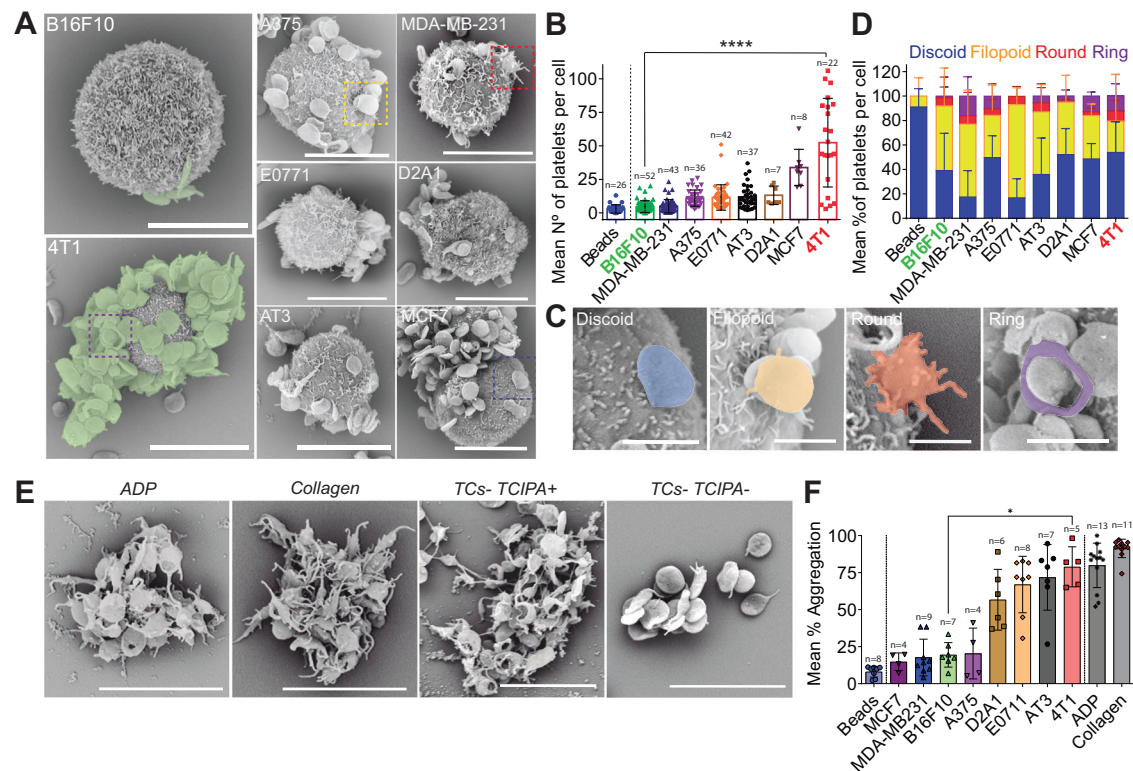 A
B16F10
A375
MDA-MB-231
E0771
D2A1
4T1
AT3
MCF7
B
****
Mean Nº of platelets per cell
100
75
50
25
0
n=26
n=52
n=43
n=36
n=42
n=37
n=7
n=8
n=22
Beads
B16F10
MDA-MB-231
A375
E0771
AT3
D2A1
MCF7
4T1
D
Discoid Filopoid Round Ring
Mean %of platelets per cell
120
100
80
60
40
20
0
Beads
B16F10
MDA-MB-231
A375
E0771
AT3
D2A1
MCF7
4T1
C
Discoid
Filopoid
Round
Ring
E
ADP
Collagen
TCs- TCIPA+
TCs- TCIPA-
F
*
Mean % Aggregation
100
75
50
25
0
n=8
n=4
n=9
n=7
n=4
n=6
n=8
n=7
n=5
n=13
n=11
Beads
MCF7
MDA-MB231
B16F10
A375
D2A1
E0711
AT3
4T1
ADP
Collagen